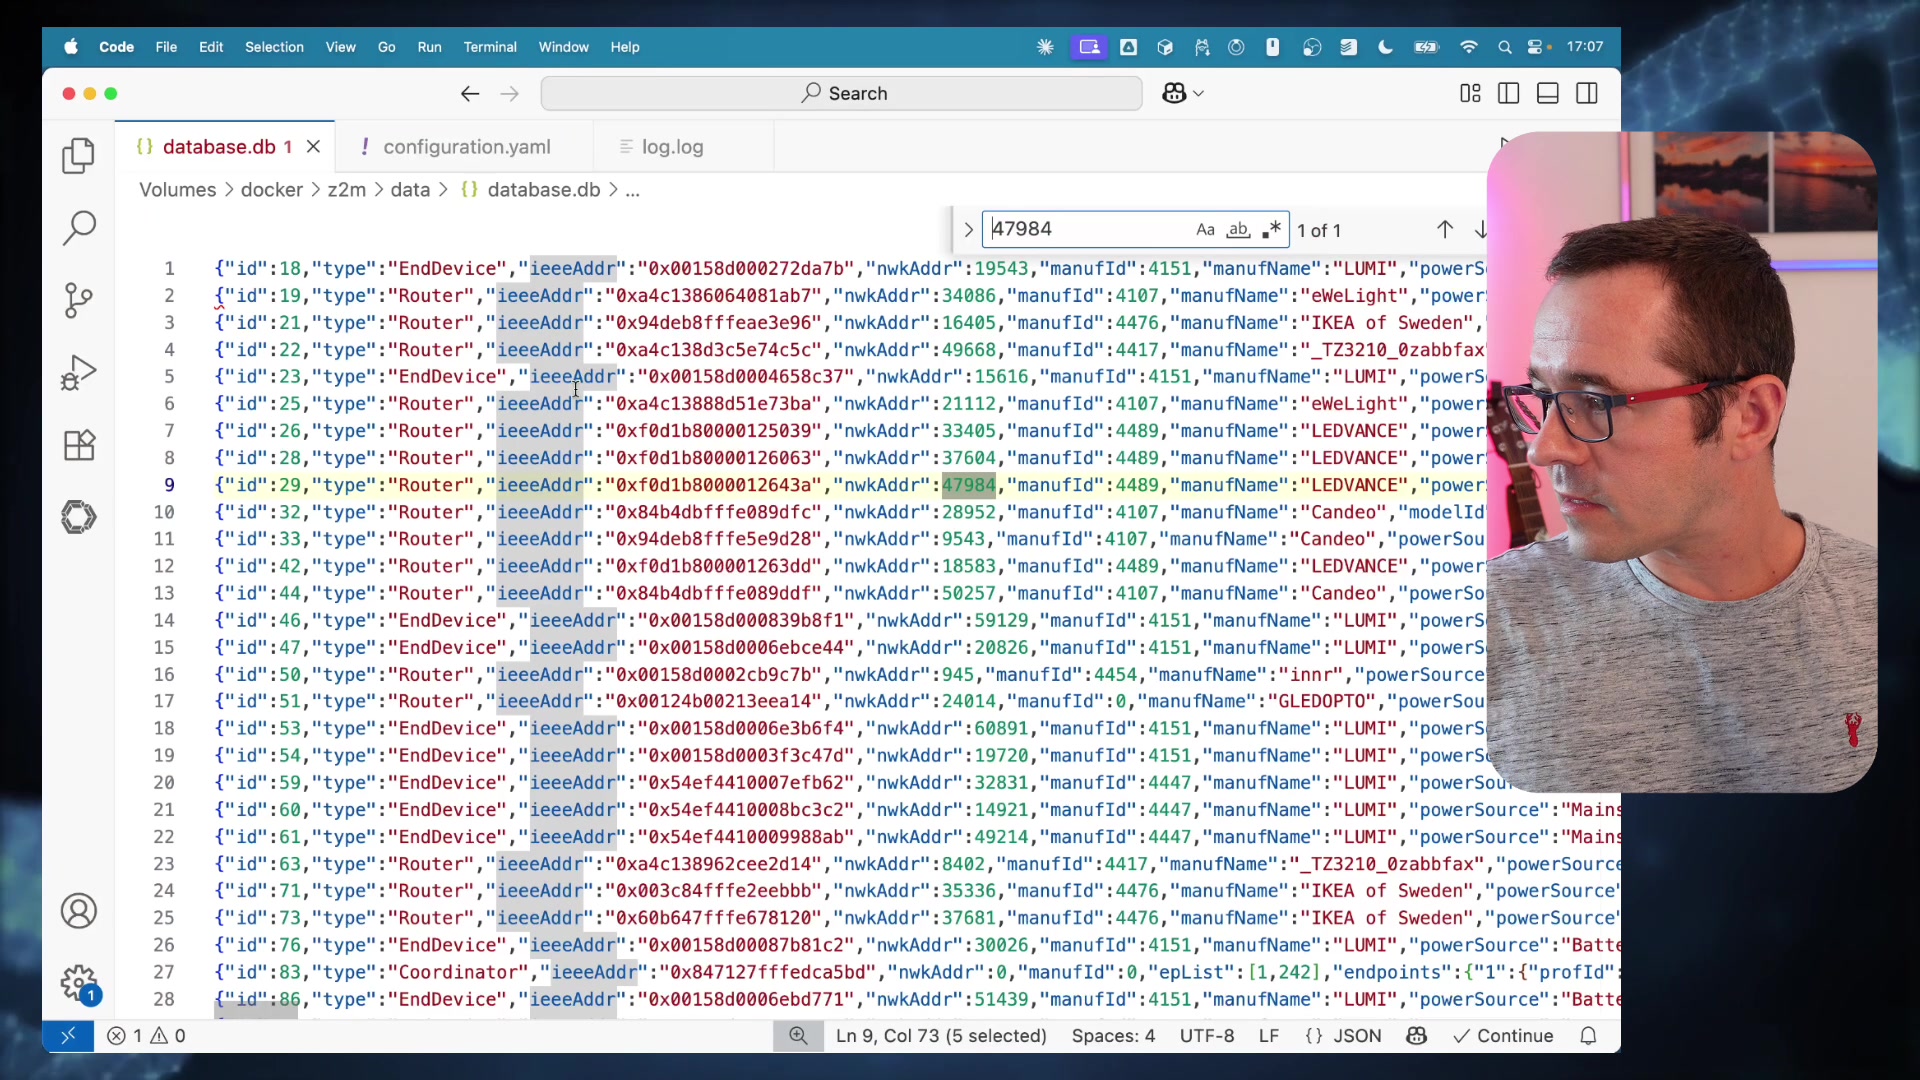 Code File Edit Selection View Go Run Terminal Window Help 17:07
Search
database.db 1 configuration.yaml log.log
Volumes > docker > z2m > data > {} database.db > ...
47984 Aa ab 1 of 1
1 {"id":18,"type":"EndDevice","ieeeAddr":"0x00158d000272da7b","nwkAddr":19543,"manufId":4151,"manufName":"LUMI","powerS
2 {"id":19,"type":"Router","ieeeAddr":"0xa4c1386064081ab7","nwkAddr":34086,"manufId":4107,"manufName":"eWeLight","power
3 {"id":21,"type":"Router","ieeeAddr":"0x94deb8fffeae3e96","nwkAddr":16405,"manufId":4476,"manufName":"IKEA of Sweden",
4 {"id":22,"type":"Router","ieeeAddr":"0xa4c138d3c5e74c5c","nwkAddr":49668,"manufId":4417,"manufName":"_TZ3210_0zabbfax"
5 {"id":23,"type":"EndDevice","ieeeAddr":"0x00158d0004658c37","nwkAddr":15616,"manufId":4151,"manufName":"LUMI","powerS
6 {"id":25,"type":"Router","ieeeAddr":"0xa4c13888d51e73ba","nwkAddr":21112,"manufId":4107,"manufName":"eWeLight","power
7 {"id":26,"type":"Router","ieeeAddr":"0xf0d1b80000125039","nwkAddr":33405,"manufId":4489,"manufName":"LEDVANCE","power
8 {"id":28,"type":"Router","ieeeAddr":"0xf0d1b80000126063","nwkAddr":37604,"manufId":4489,"manufName":"LEDVANCE","power
9 {"id":29,"type":"Router","ieeeAddr":"0xf0d1b8000012643a","nwkAddr":47984,"manufId":4489,"manufName":"LEDVANCE","power
10 {"id":32,"type":"Router","ieeeAddr":"0x84b4dbfffe089dfc","nwkAddr":28952,"manufId":4107,"manufName":"Candeo","modelId
11 {"id":33,"type":"Router","ieeeAddr":"0x94deb8fffe5e9d28","nwkAddr":9543,"manufId":4107,"manufName":"Candeo","powerSou
12 {"id":42,"type":"Router","ieeeAddr":"0xf0d1b800001263dd","nwkAddr":18583,"manufId":4489,"manufName":"LEDVANCE","power
13 {"id":44,"type":"Router","ieeeAddr":"0x84b4dbfffe089ddf","nwkAddr":50257,"manufId":4107,"manufName":"Candeo","powerSo
14 {"id":46,"type":"EndDevice","ieeeAddr":"0x00158d000839b8f1","nwkAddr":59129,"manufId":4151,"manufName":"LUMI","powerS
15 {"id":47,"type":"EndDevice","ieeeAddr":"0x00158d0006ebce44","nwkAddr":20826,"manufId":4151,"manufName":"LUMI","powerS
16 {"id":50,"type":"Router","ieeeAddr":"0x00158d0002cb9c7b","nwkAddr":945,"manufId":4454,"manufName":"innr","powerSource
17 {"id":51,"type":"Router","ieeeAddr":"0x00124b00213eea14","nwkAddr":24014,"manufId":0,"manufName":"GLEDOPTO","powerSou
18 {"id":53,"type":"EndDevice","ieeeAddr":"0x00158d0006e3b6f4","nwkAddr":60891,"manufId":4151,"manufName":"LUMI","powerS
19 {"id":54,"type":"EndDevice","ieeeAddr":"0x00158d0003f3c47d","nwkAddr":19720,"manufId":4151,"manufName":"LUMI","powerS
20 {"id":59,"type":"EndDevice","ieeeAddr":"0x54ef4410007efb62","nwkAddr":32831,"manufId":4447,"manufName":"LUMI","powerSou
21 {"id":60,"type":"EndDevice","ieeeAddr":"0x54ef4410008bc3c2","nwkAddr":14921,"manufId":4447,"manufName":"LUMI","powerSource":"Mains
22 {"id":61,"type":"EndDevice","ieeeAddr":"0x54ef4410009988ab","nwkAddr":49214,"manufId":4447,"manufName":"LUMI","powerSource":"Mains
23 {"id":63,"type":"Router","ieeeAddr":"0xa4c138962cee2d14","nwkAddr":8402,"manufId":4417,"manufName":"_TZ3210_0zabbfax","powerSource
24 {"id":71,"type":"Router","ieeeAddr":"0x003c84fffe2eebbb","nwkAddr":35336,"manufId":4476,"manufName":"IKEA of Sweden","powerSource"
25 {"id":73,"type":"Router","ieeeAddr":"0x60b647fffe678120","nwkAddr":37681,"manufId":4476,"manufName":"IKEA of Sweden","powerSource"
26 {"id":76,"type":"EndDevice","ieeeAddr":"0x00158d00087b81c2","nwkAddr":30026,"manufId":4151,"manufName":"LUMI","powerSource":"Batte
27 {"id":83,"type":"Coordinator","ieeeAddr":"0x847127fffedca5bd","nwkAddr":0,"manufId":0,"epList":[1,242],"endpoints":{"1":{"profId":
28 {"id":86,"type":"EndDevice","ieeeAddr":"0x00158d0006ebd771","nwkAddr":51439,"manufId":4151,"manufName":"LUMI","powerSource":"Batte
1
1 0 Ln 9, Col 73 (5 selected) Spaces: 4 UTF-8 LF {} JSON Continue